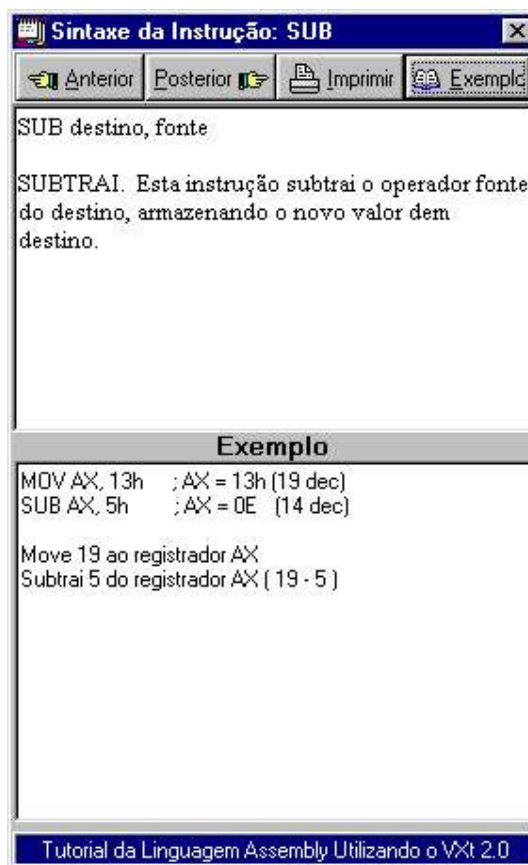 Sintaxe da Instrução: SUB
Anterior Posterior Imprimir Exemplo
SUB destino, fonte
SUBTRAI. Esta instrução subtrai o operador fonte
do destino, armazenando o novo valor dem
destino.
Exemplo
MOV AX, 13h ; AX = 13h (19 dec)
SUB AX, 5h ; AX = 0E (14 dec)
Move 19 ao registrador AX
Subtrai 5 do registrador AX ( 19 - 5 )
Tutorial da Linguagem Assembly Utilizando o VXt 2.0